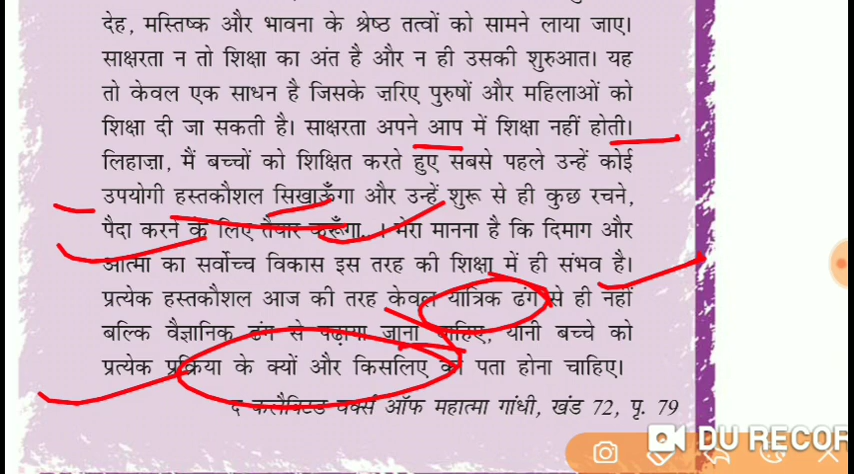 देह, मस्तिष्क और भावना के श्रेष्ठ तत्वों को सामने लाया जाए।
साक्षरता न तो शिक्षा का अंत है और न ही उसकी शुरुआत। यह
तो केवल एक साधन है जिसके ज़रिए पुरुषों और महिलाओं को
शिक्षा दी जा सकती है। साक्षरता अपने आप में शिक्षा नहीं होती।
लिहाज़ा, मैं बच्चों को शिक्षित करते हुए सबसे पहले उन्हें कोई
उपयोगी हस्तकौशल सिखाऊँगा और उन्हें शुरू से ही कुछ रचने,
पैदा करने के लिए तैयार करूँगा...। मेरा मानना है कि दिमाग और
आत्मा का सर्वोच्च विकास इस तरह की शिक्षा में ही संभव है।
प्रत्येक हस्तकौशल आज की तरह केवल यांत्रिक ढंग से ही नहीं
बल्कि वैज्ञानिक ढंग से पढ़ाया जाना चाहिए, यानी बच्चे को
प्रत्येक प्रक्रिया के क्यों और किसलिए का पता होना चाहिए।
द कलैक्टिड वर्क्स ऑफ महात्मा गांधी, खंड 72, पृ. 79
DU RECOR